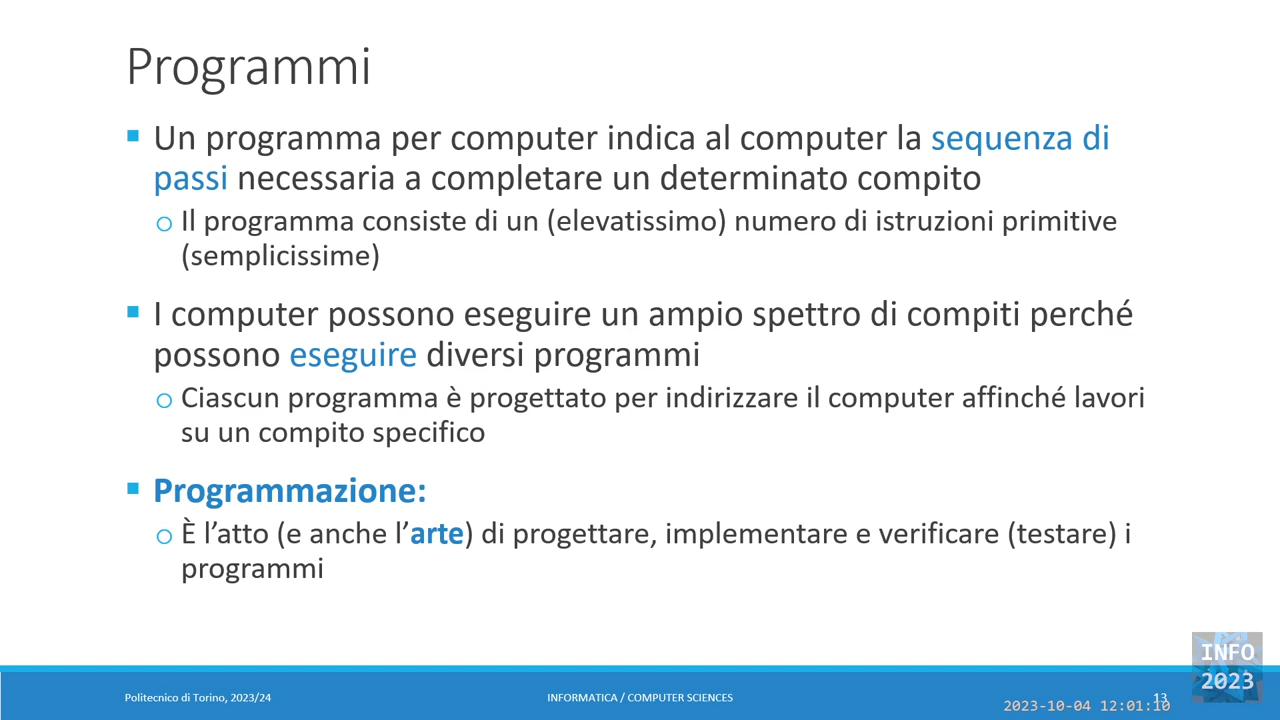 Programmi
▪ Un programma per computer indica al computer la sequenza di
passi necessaria a completare un determinato compito
o Il programma consiste di un (elevatissimo) numero di istruzioni primitive
(semplicissime)
▪ I computer possono eseguire un ampio spettro di compiti perché
possono eseguire diversi programmi
o Ciascun programma è progettato per indirizzare il computer affinché lavori
su un compito specifico
▪ Programmazione:
o È l’atto (e anche l’arte) di progettare, implementare e verificare (testare) i
programmi
INFO
2023
Politecnico di Torino, 2023/24
INFORMATICA / COMPUTER SCIENCES
13
2023-10-04 12:01:10